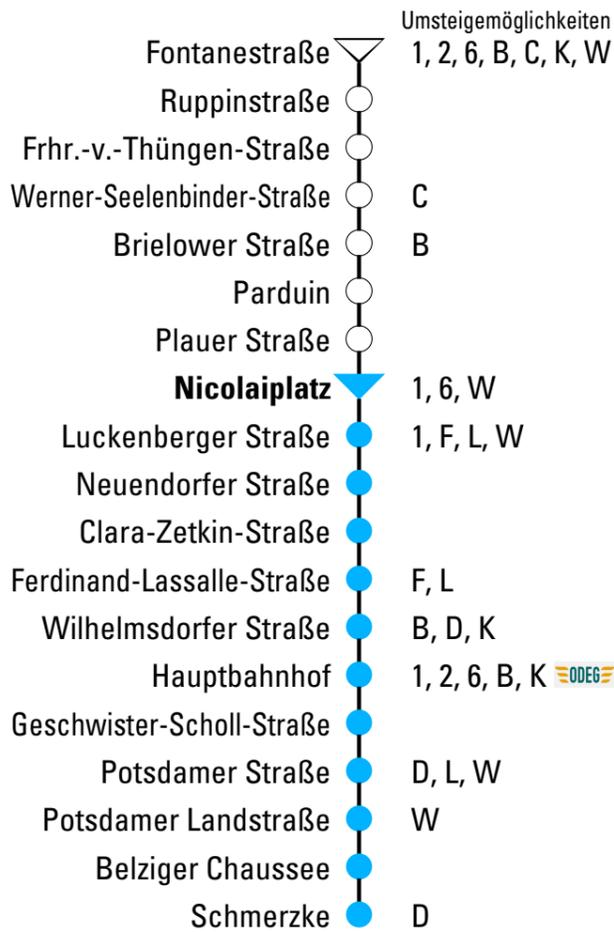 Umsteigemöglichkeiten
Fontanestraße 1, 2, 6, B, C, K, W
Ruppinstraße
Frhr.-v.-Thüngen-Straße
Werner-Seelenbinder-Straße C
Brielower Straße B
Parduin
Plauer Straße
Nicolaiplatz 1, 6, W
Luckenberger Straße 1, F, L, W
Neuendorfer Straße
Clara-Zetkin-Straße
Ferdinand-Lassalle-Straße F, L
Wilhelmsdorfer Straße B, D, K
Hauptbahnhof 1, 2, 6, B, K ODEG
Geschwister-Scholl-Straße
Potsdamer Straße D, L, W
Potsdamer Landstraße W
Belziger Chaussee
Schmerzke D